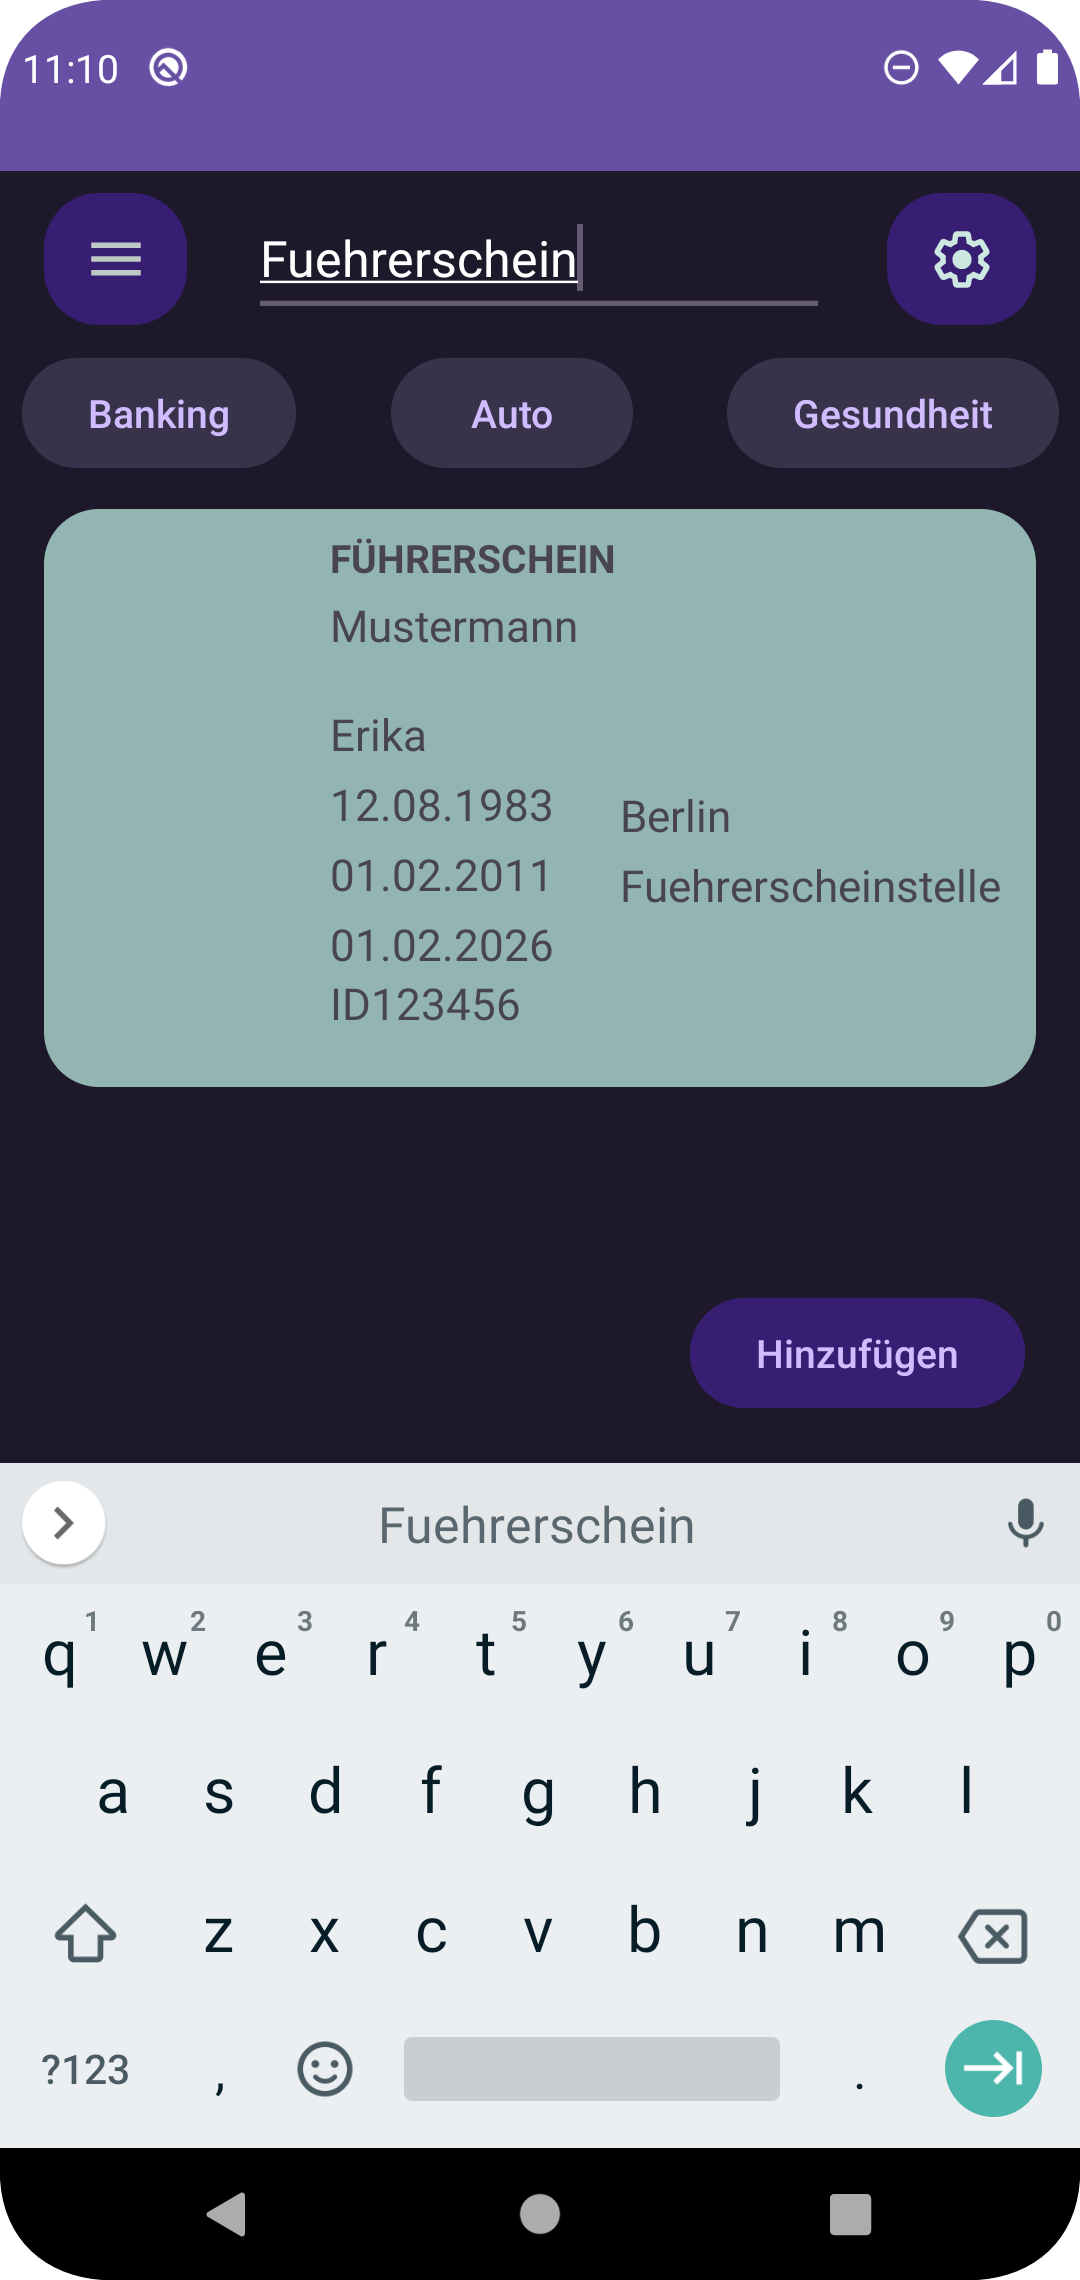 11:10
Fuehrerschein
Banking Auto Gesundheit
FÜHRERSCHEIN
Mustermann
Erika
12.08.1983
Berlin
01.02.2011
Fuehrerscheinstelle
01.02.2026
ID123456
Hinzufügen
Fuehrerschein
1 2 3 4 5 6 7 8 9 0
q w e r t y u i o p
a s d f g h j k l
z x c v b n m
?123 , .